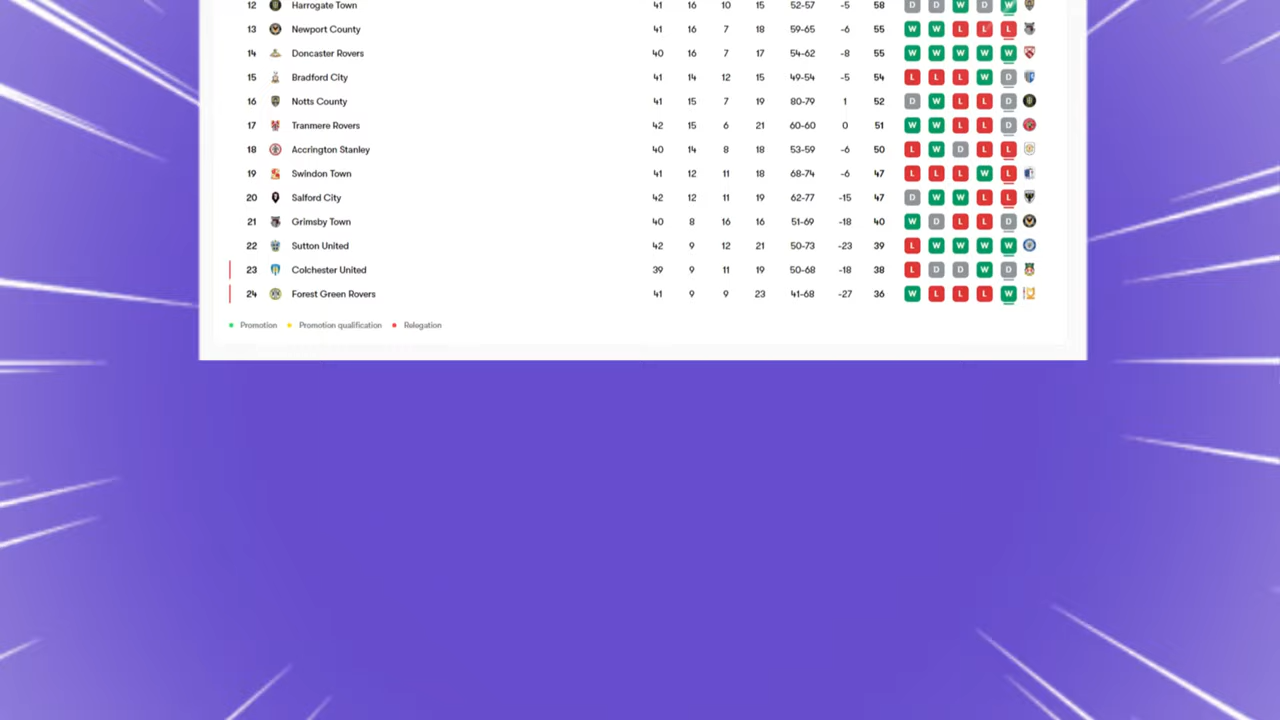 12 Harrogate Town 41 16 10 15 52-57 -5 58 D D W D W
13 Newport County 41 16 7 18 59-65 -6 55 W W L L L
14 Doncaster Rovers 40 16 7 17 54-62 -8 55 W W W W W
15 Bradford City 41 14 12 15 49-54 -5 54 L L L W D
16 Notts County 41 15 7 19 80-79 1 52 D W L L D
17 Tranmere Rovers 42 15 6 21 60-60 0 51 W W L L D
18 Accrington Stanley 40 14 8 18 53-59 -6 50 L W D L L
19 Swindon Town 41 12 11 18 68-74 -6 47 L L L W L
20 Salford City 42 12 11 19 62-77 -15 47 D W W L L
21 Grimsby Town 40 8 16 16 51-69 -18 40 W D L L D
22 Sutton United 42 9 12 21 50-73 -23 39 L W W W W
23 Colchester United 39 9 11 19 50-68 -18 38 L D D W D
24 Forest Green Rovers 41 9 9 23 41-68 -27 36 W L L L W
Promotion Promotion qualification Relegation